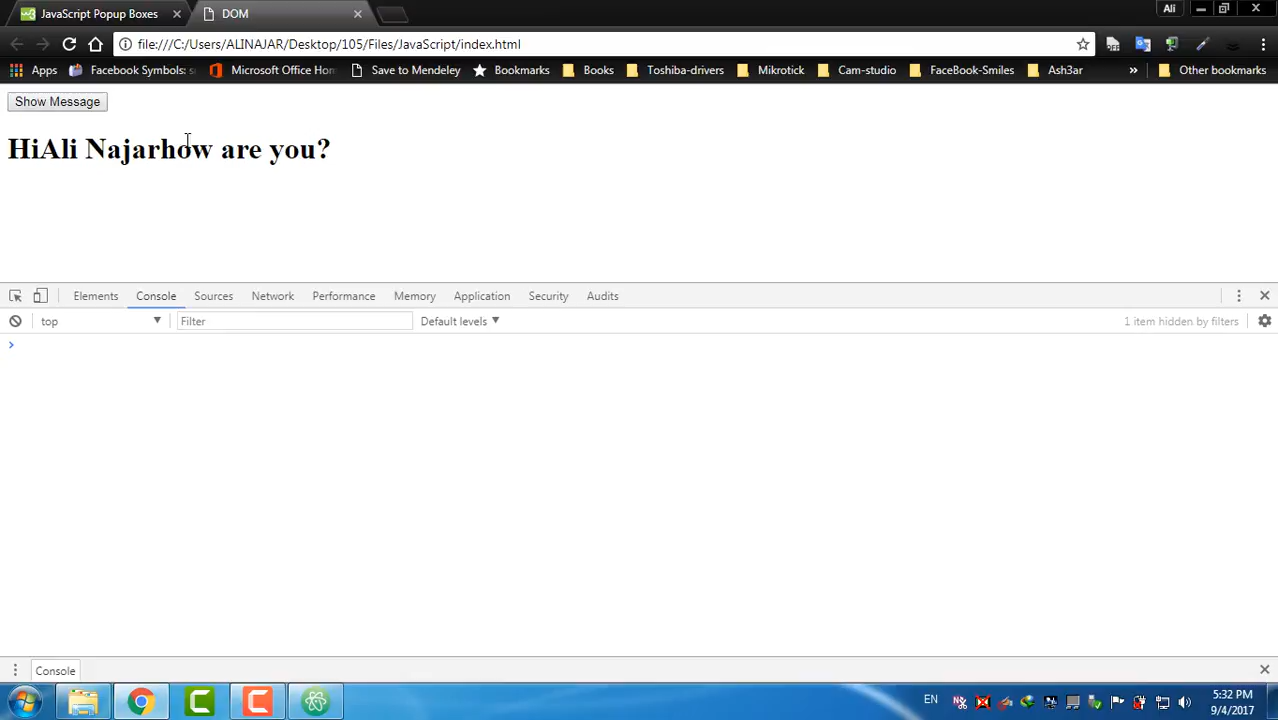 JavaScript Popup Boxes
DOM
Ali
file:///C:/Users/ALINAJAR/Desktop/105/Files/JavaScript/index.html
Apps
Facebook Symbols: s
Microsoft Office Hom
Save to Mendeley
Bookmarks
Books
Toshiba-drivers
Mikrotick
Cam-studio
FaceBook-Smiles
Ash3ar
»
Other bookmarks
Show Message
HiAli Najarhow are you?
Elements
Console
Sources
Network
Performance
Memory
Application
Security
Audits
top
Filter
Default levels
1 item hidden by filters
Console
EN
5:32 PM
9/4/2017